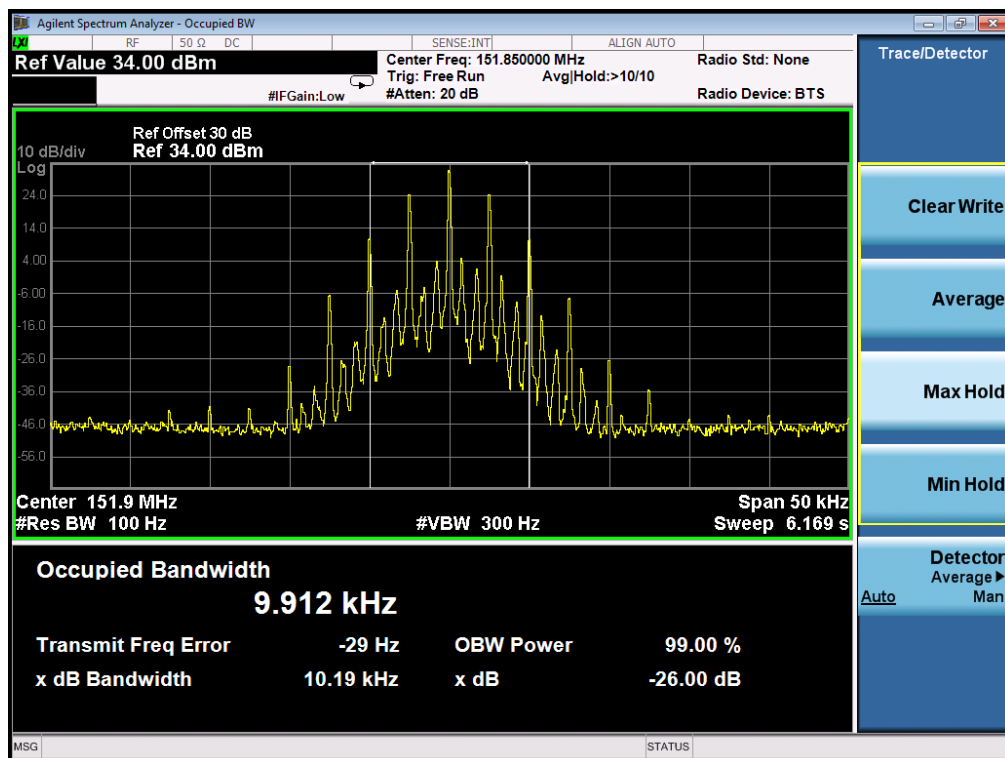 Agilent Spectrum Analyzer - Occupied BW
LXI RF 50 Ω DC SENSE:INT ALIGN AUTO
Ref Value 34.00 dBm
Center Freq: 151.850000 MHz
Radio Std: None
Trig: Free Run Avg|Hold:>10/10
#IFGain:Low
#Atten: 20 dB
Radio Device: BTS
Ref Offset 30 dB
10 dB/div Ref 34.00 dBm
Log
24.0
14.0
4.00
-6.00
-16.0
-26.0
-36.0
-46.0
-56.0
Center 151.9 MHz
Span 50 kHz
#Res BW 100 Hz
#VBW 300 Hz
Sweep 6.169 s
Occupied Bandwidth
9.912 kHz
Transmit Freq Error -29 Hz OBW Power 99.00 %
x dB Bandwidth 10.19 kHz x dB -26.00 dB
Trace/Detector
Clear Write
Average
Max Hold
Min Hold
Detector
Average
Auto Man
MSG STATUS